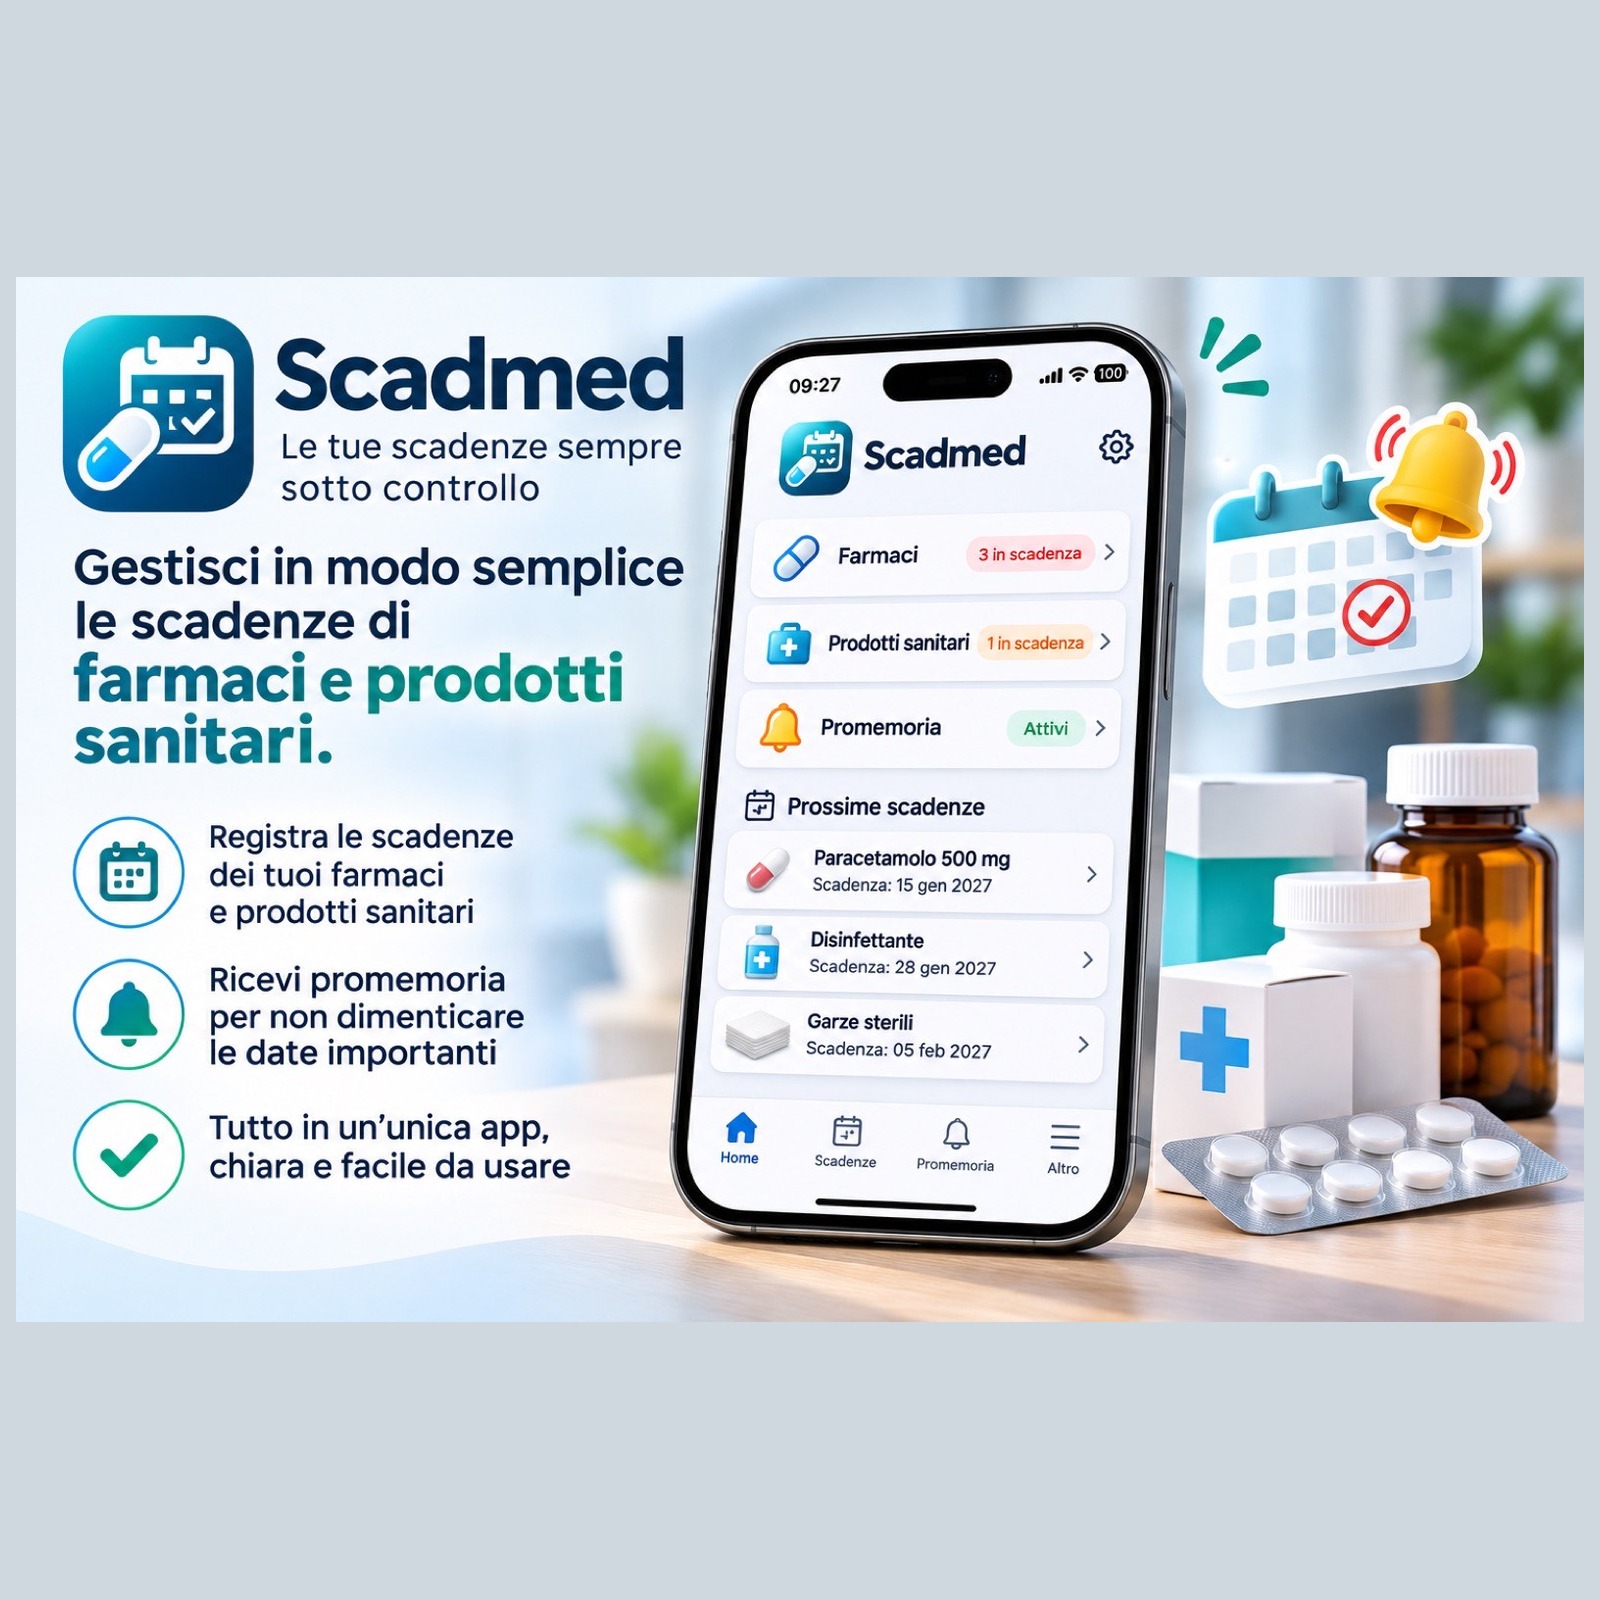 Scadmed
Le tue scadenze sempre
sotto controllo
Gestisci in modo semplice
le scadenze di
farmaci e prodotti
sanitari.
Registra le scadenze
dei tuoi farmaci
e prodotti sanitari
Ricevi promemoria
per non dimenticare
le date importanti
Tutto in un'unica app,
chiara e facile da usare
09:27
100
Scadmed
Farmaci
3 in scadenza
Prodotti sanitari
1 in scadenza
Promemoria
Attivi
Prossime scadenze
Paracetamolo 500 mg
Scadenza: 15 gen 2027
Disinfettante
Scadenza: 28 gen 2027
Garze sterili
Scadenza: 05 feb 2027
Home
Scadenze
Promemoria
Altro